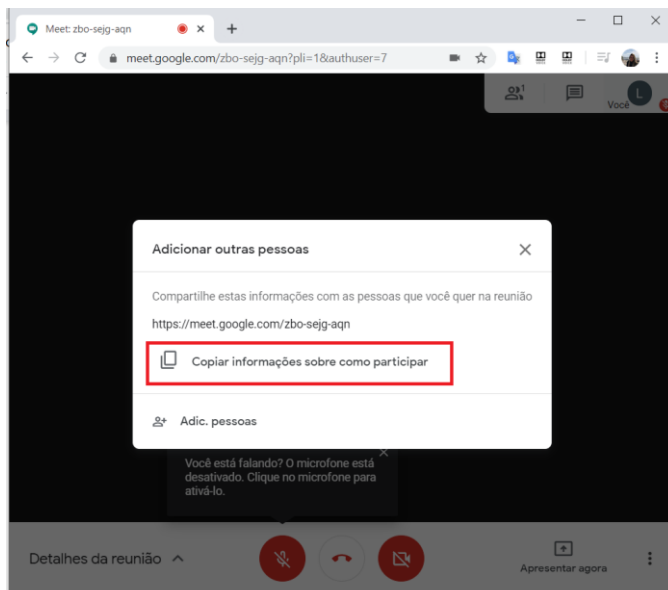 Meet: zbo-sejg-aqn
meet.google.com/zbo-sejg-aqn?pli=1&authuser=7
1
Você
L
Adicionar outras pessoas
Compartilhe estas informações com as pessoas que você quer na reunião
https://meet.google.com/zbo-sejg-aqn
Copiar informações sobre como participar
Adic. pessoas
Você está falando? O microfone está
desativado. Clique no microfone para
ativá-lo.
Detalhes da reunião
Apresentar agora